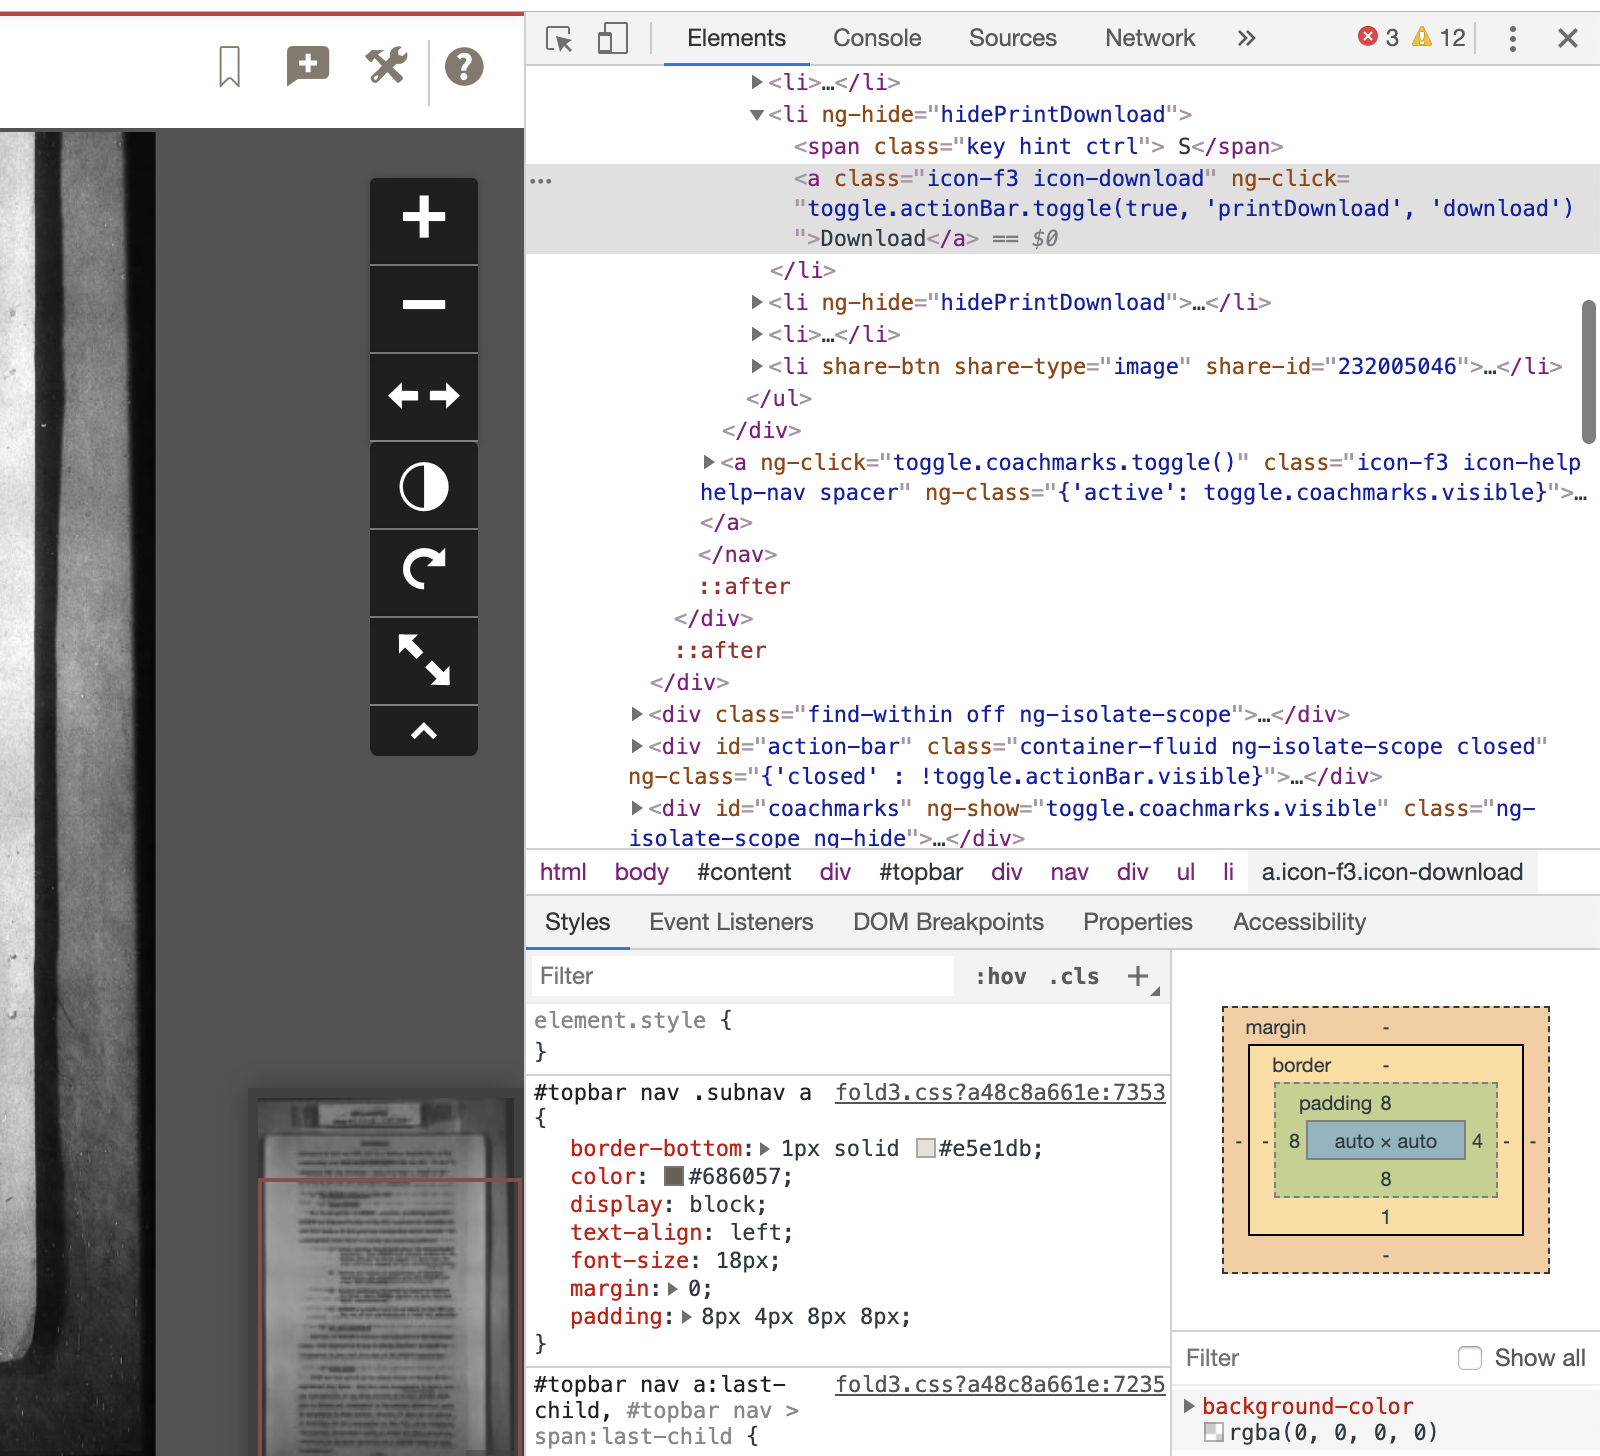 Elements Console Sources Network » 3 12
<li>…</li>
<li ng-hide="hidePrintDownload">
<span class="key hint ctrl"> S</span>
<a class="icon-f3 icon-download" ng-click=
"toggle.actionBar.toggle(true, 'printDownload', 'download')
">Download</a> == $0
</li>
<li ng-hide="hidePrintDownload">…</li>
<li>…</li>
<li share-btn share-type="image" share-id="232005046">…</li>
</ul>
</div>
<a ng-click="toggle.coachmarks.toggle()" class="icon-f3 icon-help
help-nav spacer" ng-class="{'active': toggle.coachmarks.visible}">…
</a>
</nav>
::after
</div>
::after
</div>
<div class="find-within off ng-isolate-scope">…</div>
<div id="action-bar" class="container-fluid ng-isolate-scope closed"
ng-class="{'closed' : !toggle.actionBar.visible}">…</div>
<div id="coachmarks" ng-show="toggle.coachmarks.visible" class="ng-
isolate-scope ng-hide">…</div>
html body #content div #topbar div nav div ul li a.icon-f3.icon-download
Styles Event Listeners DOM Breakpoints Properties Accessibility
Filter :hov .cls +
element.style {
}
#topbar nav .subnav a fold3.css?a48c8a661e:7353
{
border-bottom: 1px solid #e5e1db;
color: #686057;
display: block;
text-align: left;
font-size: 18px;
margin: 0;
padding: 8px 4px 8px 8px;
}
#topbar nav a:last- fold3.css?a48c8a661e:7235
child, #topbar nav >
span:last-child {
margin -
border -
padding 8
- - 8 auto × auto 4 - -
8
1
-
Filter Show all
background-color
rgba(0, 0, 0, 0)